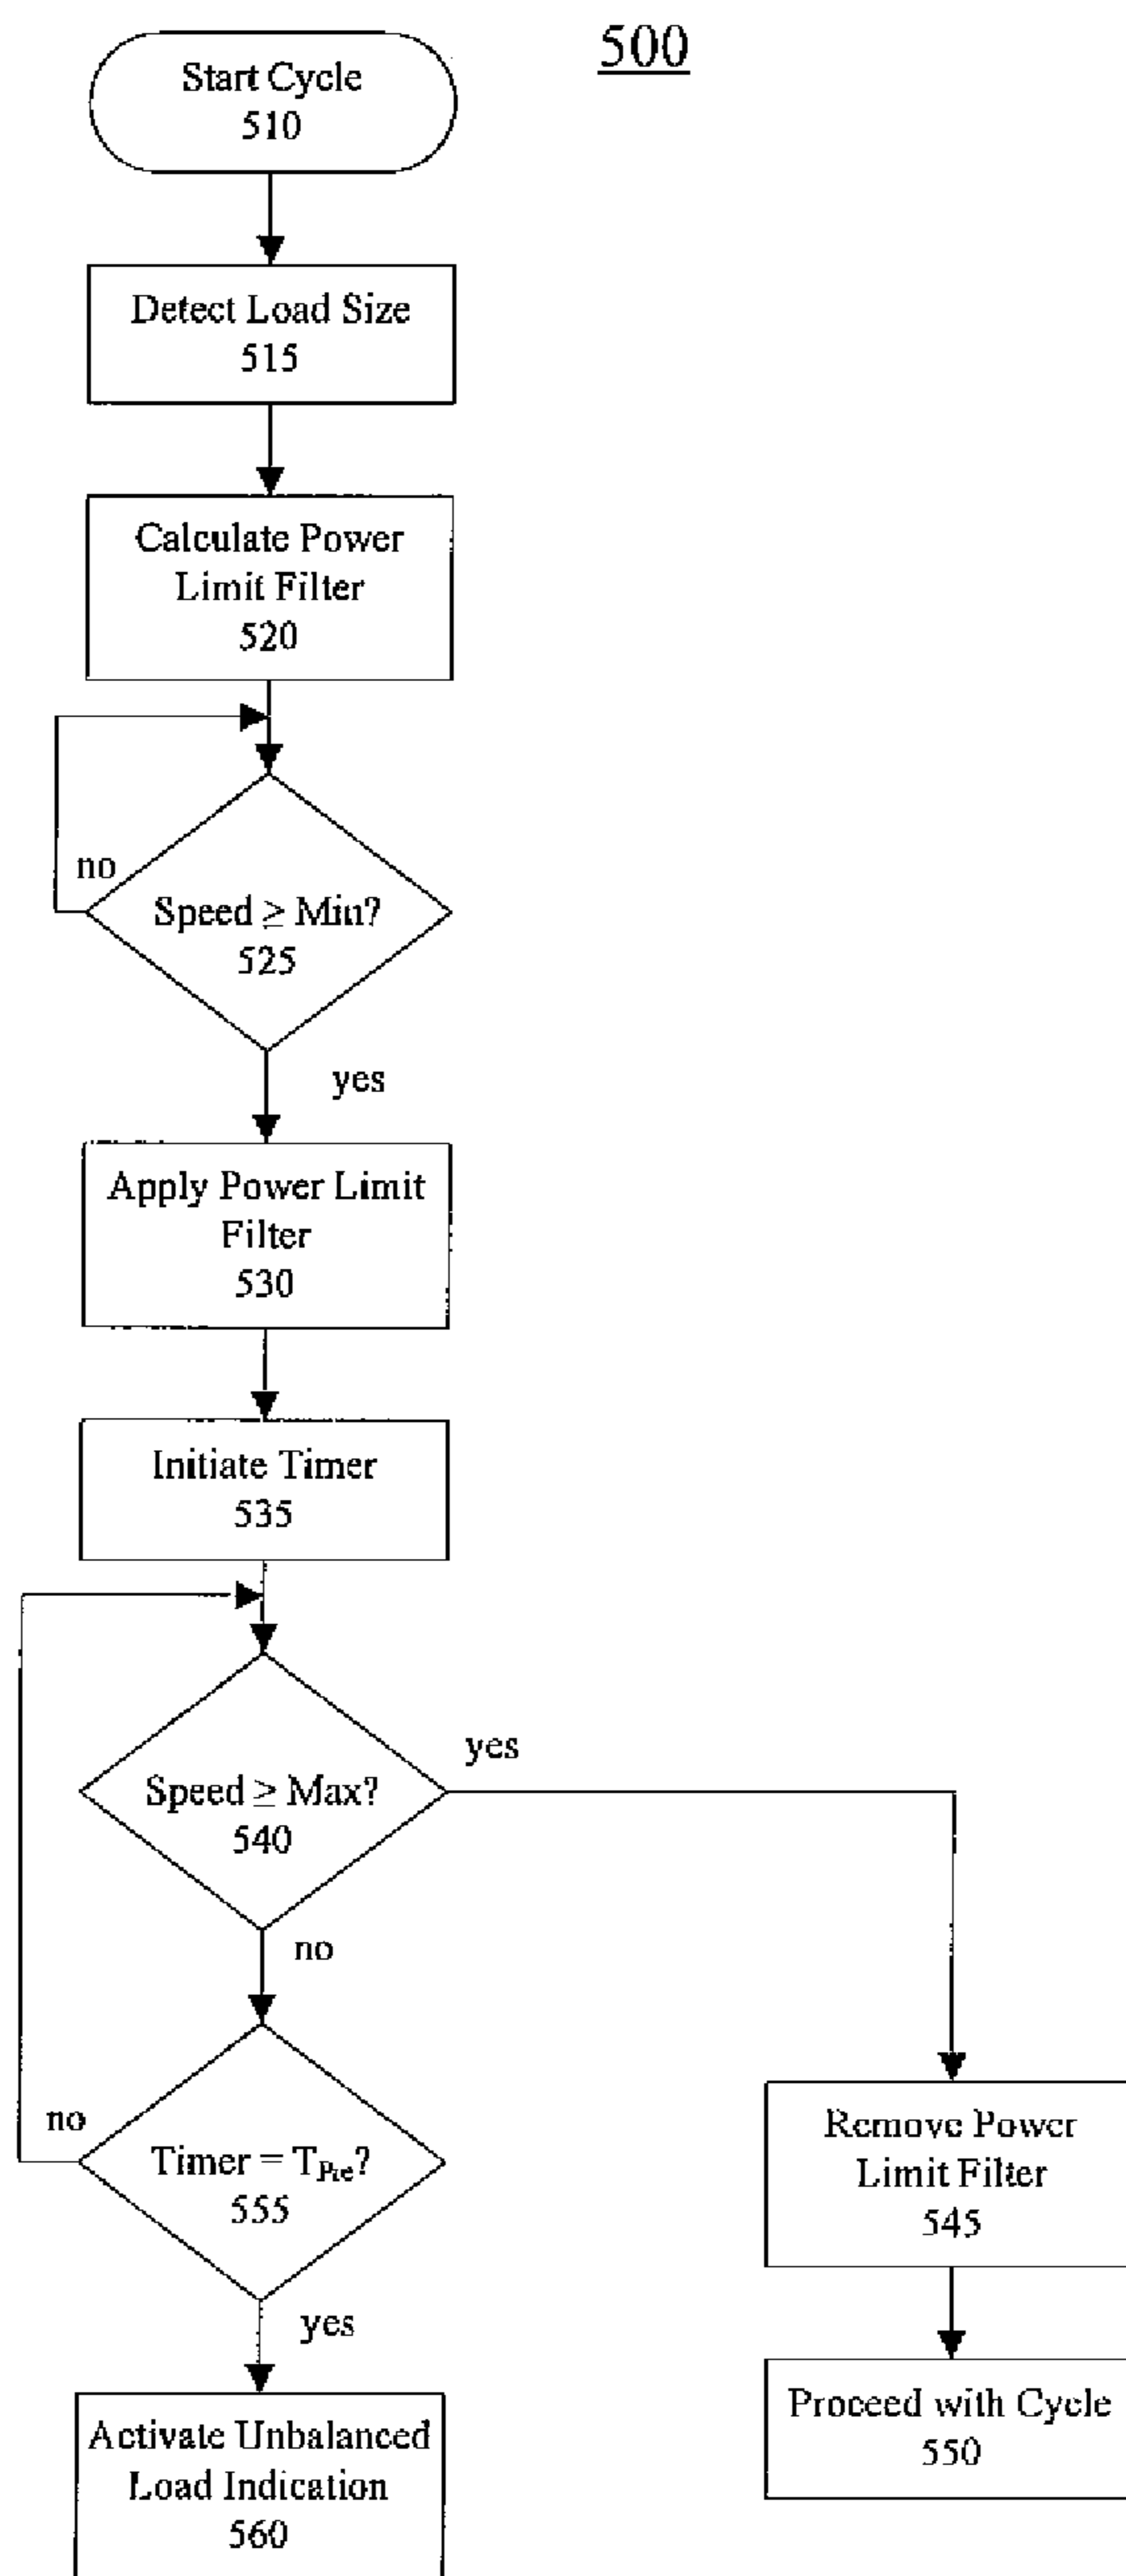 500
Start Cycle
510
Detect Load Size
515
Calculate Power
Limit Filter
520
no
Speed ≥ Min?
525
yes
Apply Power Limit
Filter
530
Initiate Timer
535
yes
Speed ≥ Max?
540
no
no
Timer = TPre?
555
yes
Remove Power
Limit Filter
545
Activate Unbalanced
Load Indication
560
Proceed with Cycle
550